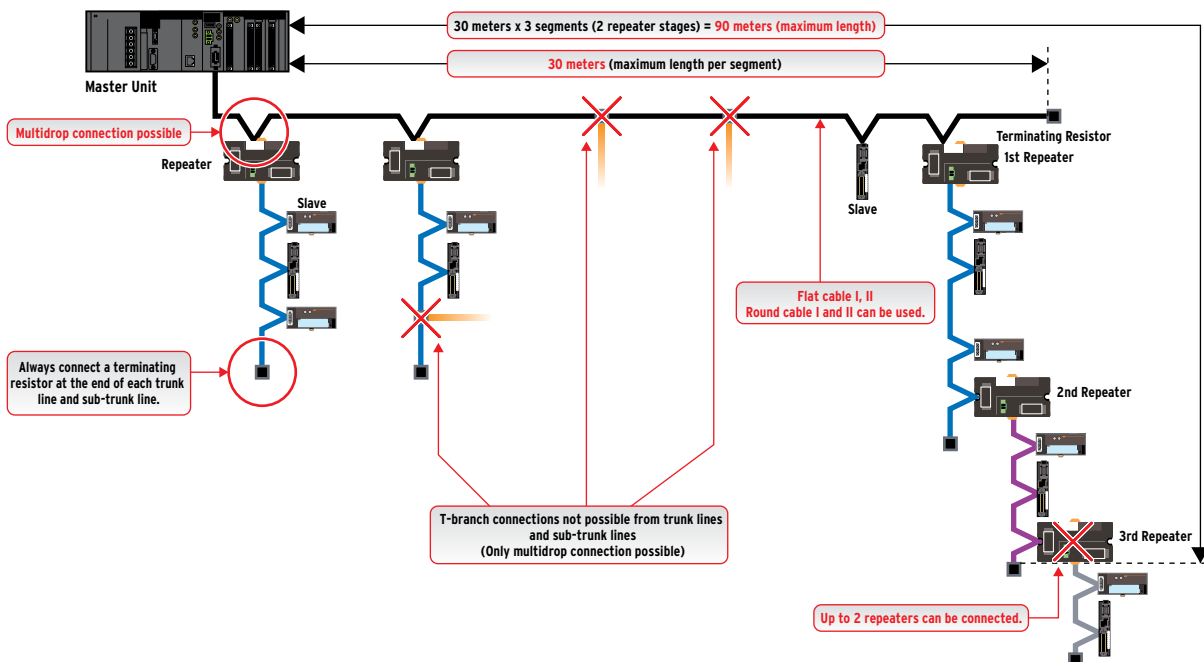 30 meters x 3 segments (2 repeater stages) = 90 meters (maximum length)
30 meters (maximum length per segment)
Master Unit
Multidrop connection possible
Terminating Resistor
Repeater
1st Repeater
Slave
Slave
Flat cable I, II
Round cable I and II can be used.
Always connect a terminating
resistor at the end of each trunk
line and sub-trunk line.
2nd Repeater
T-branch connections not possible from trunk lines
and sub-trunk lines
(Only multidrop connection possible)
3rd Repeater
Up to 2 repeaters can be connected.